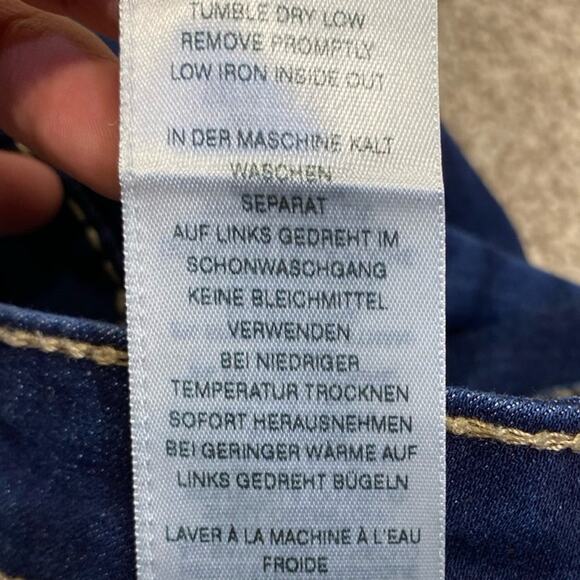 TUMBLE DRY LOW
REMOVE PROMPTLY
LOW IRON INSIDE OUT
IN DER MASCHINE KALT
WASCHEN
SEPARAT
AUF LINKS GEDREHT IM
SCHONWASCHGANG
KEINE BLEICHMITTEL
VERWENDEN
BEI NIEDRIGER
TEMPERATUR TROCKNEN
SOFORT HERAUSNEHMEN
BEI GERINGER WÄRME AUF
LINKS GEDREHT BÜGELN
LAVER À LA MACHINE À L'EAU
FROIDE